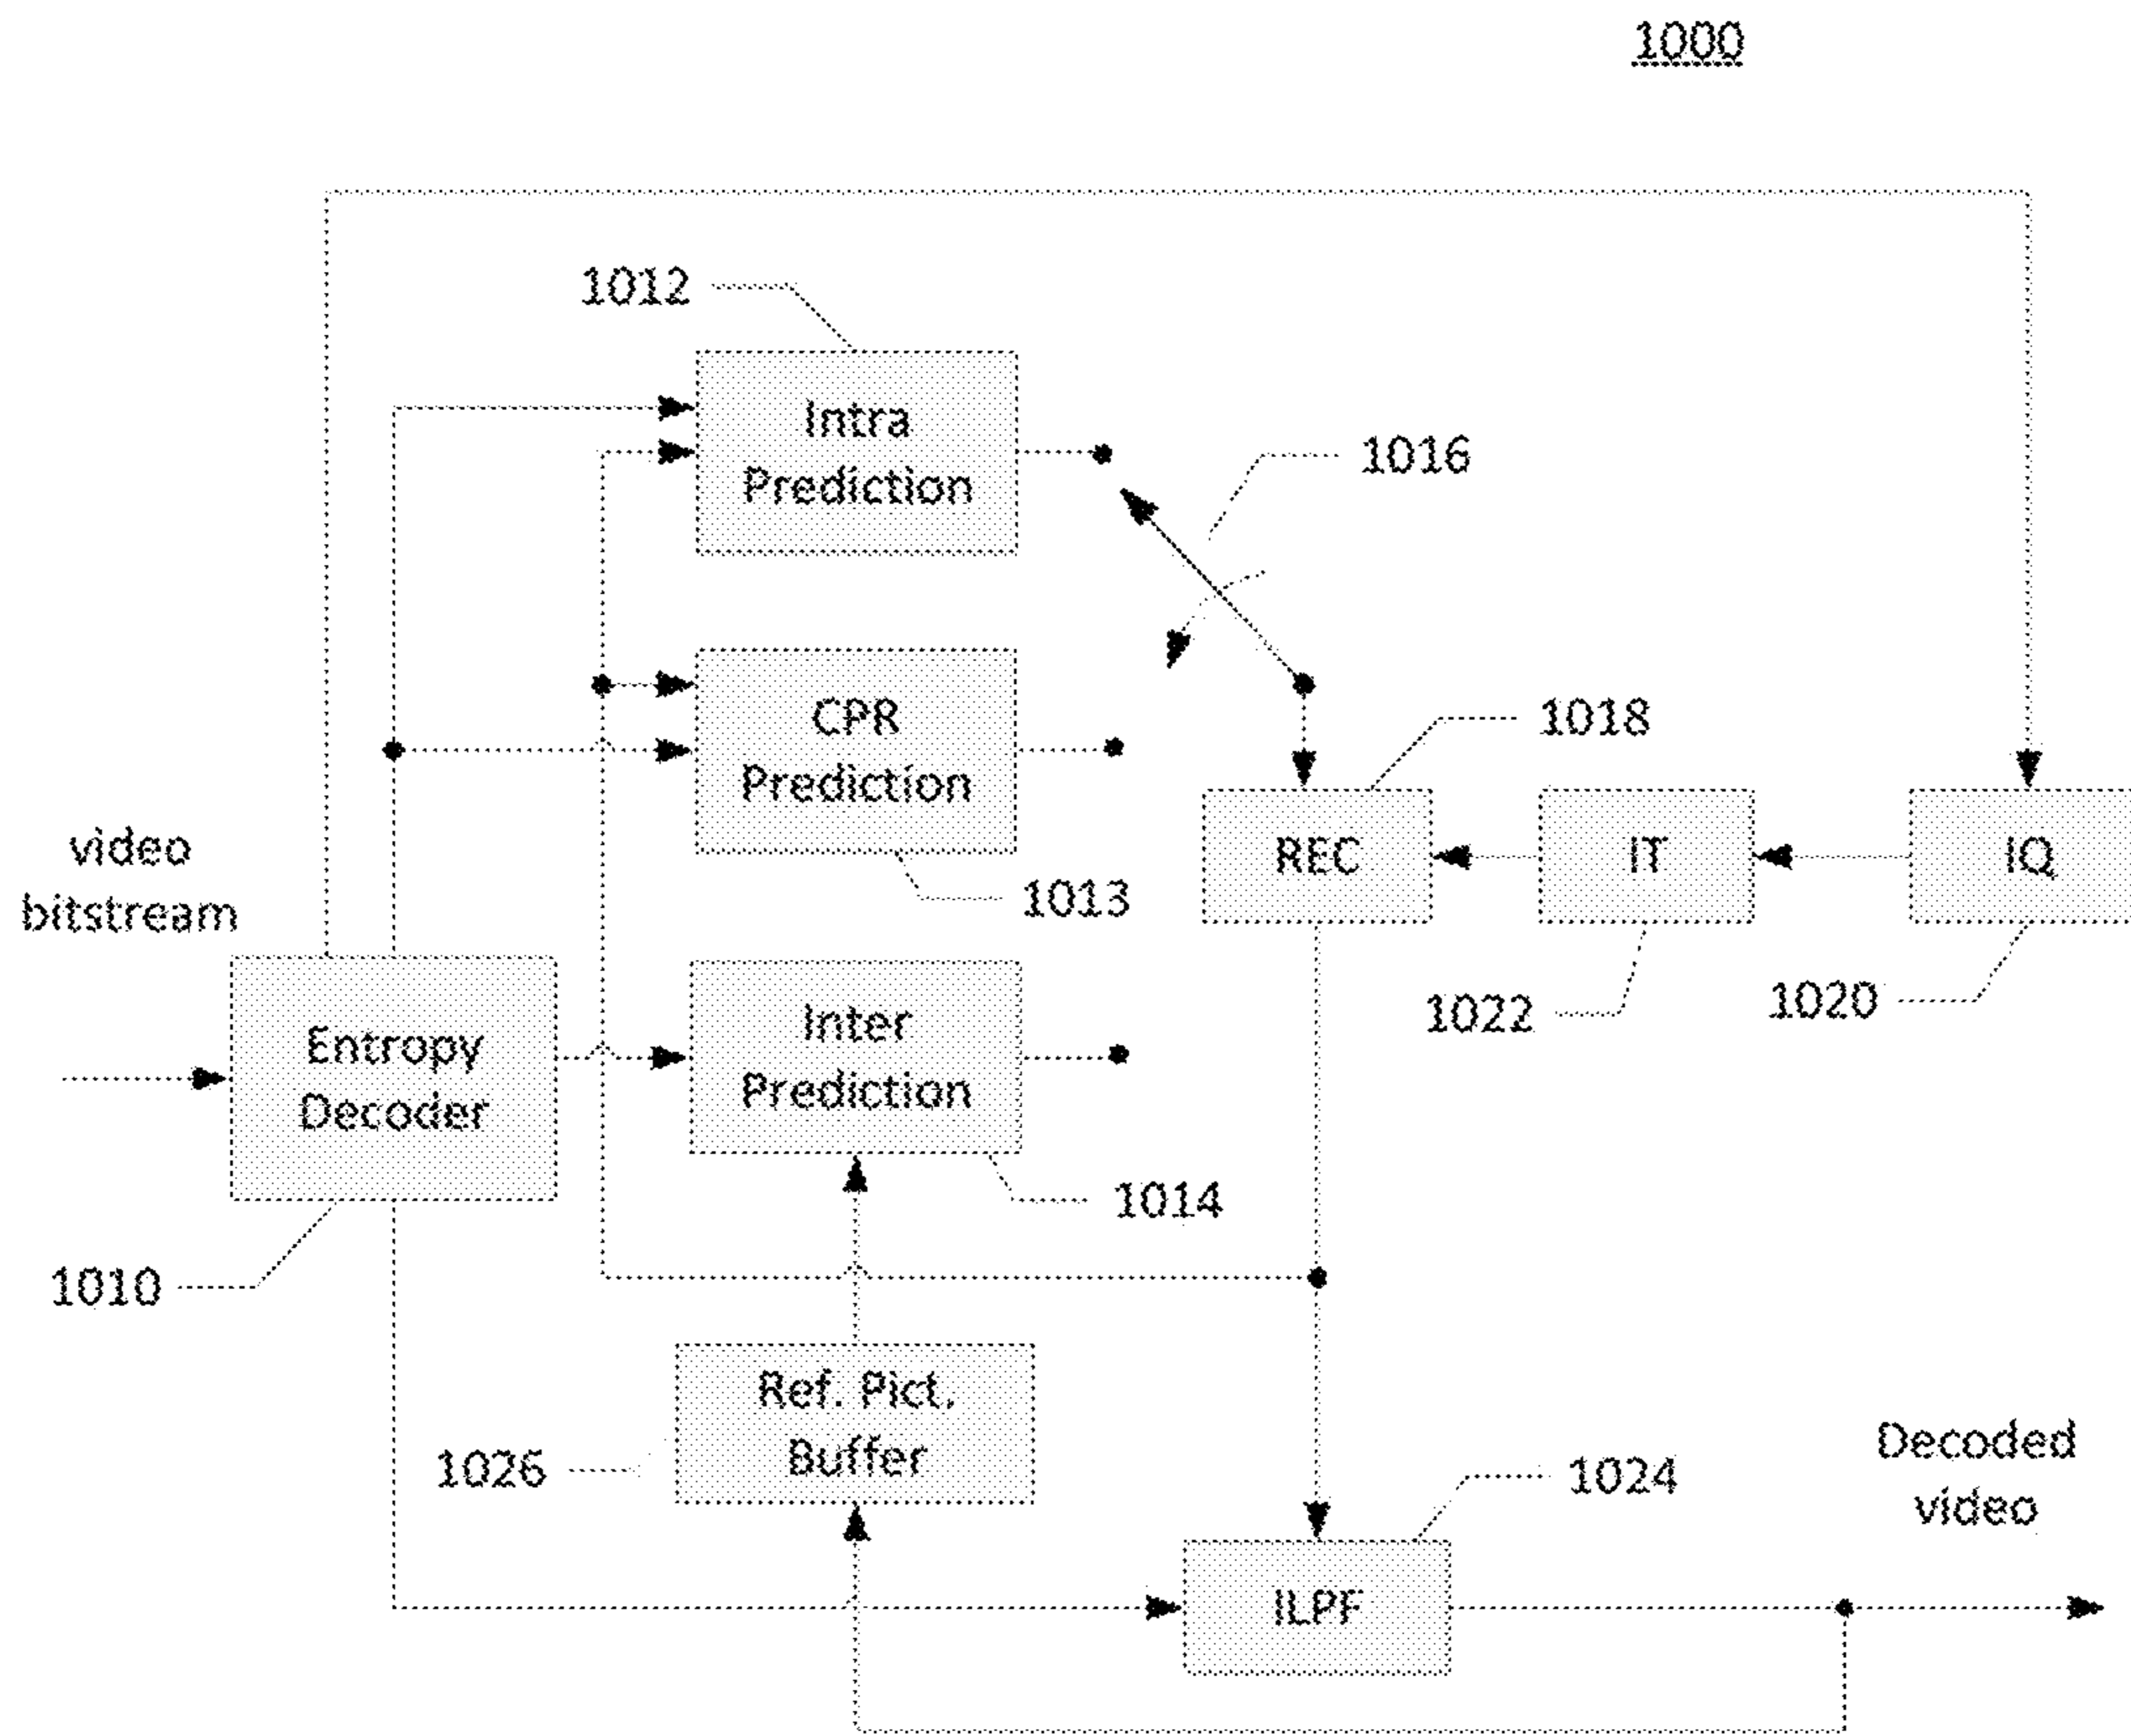 1000
1012
Intra
Prediction
1016
CPR
Prediction
1018
video
bitstream
REC
IT
IQ
1013
Entropy
Decoder
Inter
Prediction
1022
1020
1014
1010
Ref. Pict.
Buffer
1026
1024
Decoded
video
ILPF